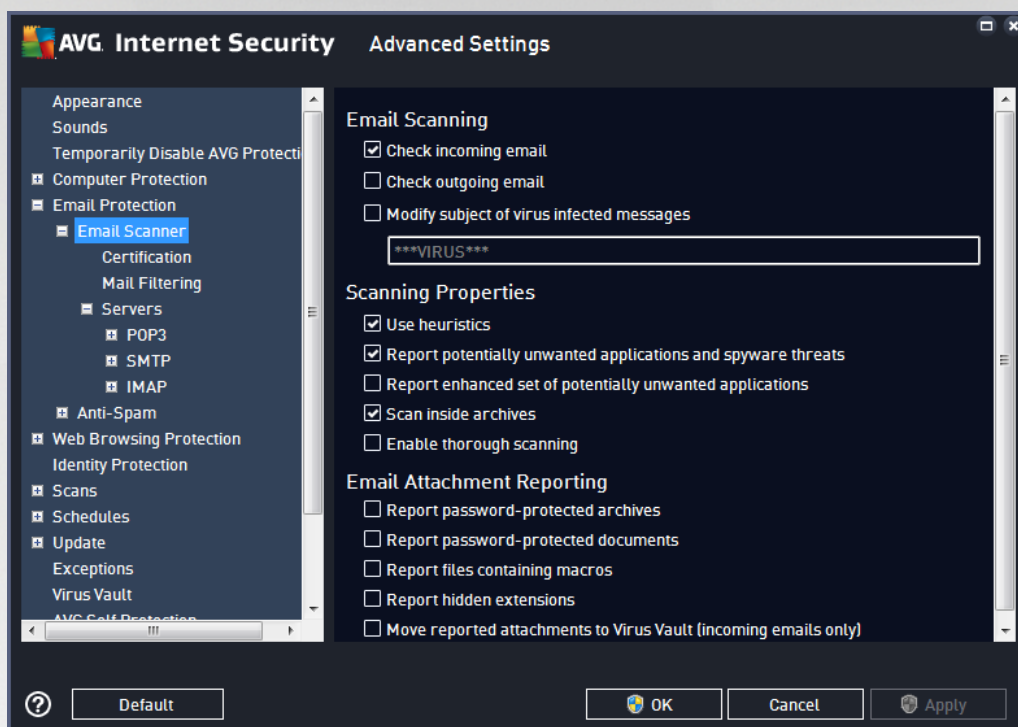 AVG. Internet Security Advanced Settings
Appearance
Sounds
Temporarily Disable AVG Protecti
Computer Protection
Email Protection
Email Scanner
Certification
Mail Filtering
Servers
POP3
SMTP
IMAP
Anti-Spam
Web Browsing Protection
Identity Protection
Scans
Schedules
Update
Exceptions
Virus Vault
AVG Self Protection
Email Scanning
Check incoming email
Check outgoing email
Modify subject of virus infected messages
***VIRUS***
Scanning Properties
Use heuristics
Report potentially unwanted applications and spyware threats
Report enhanced set of potentially unwanted applications
Scan inside archives
Enable thorough scanning
Email Attachment Reporting
Report password-protected archives
Report password-protected documents
Report files containing macros
Report hidden extensions
Move reported attachments to Virus Vault (incoming emails only)
? Default OK Cancel Apply